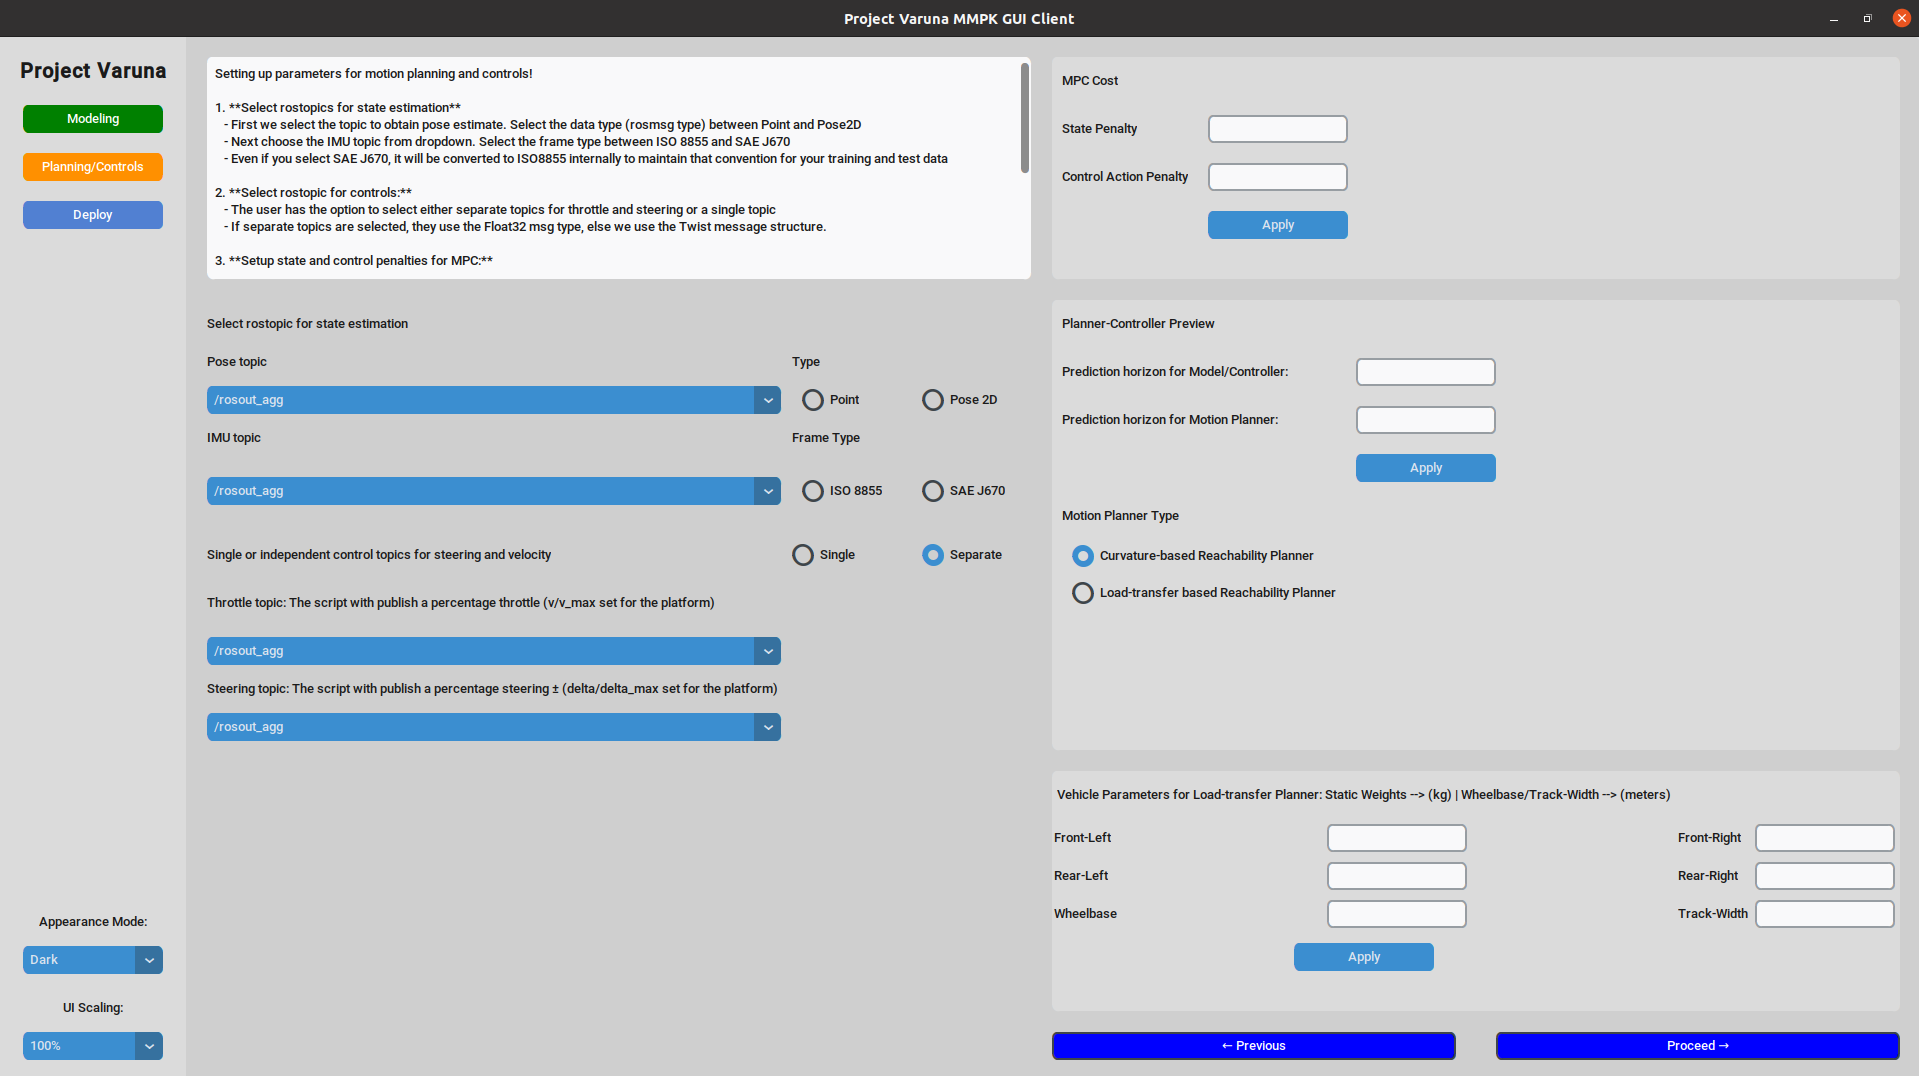 Project Varuna MMPK GUI Client
Project Varuna
Modeling
Planning/Controls
Deploy
Appearance Mode:
Dark
UI Scaling:
100%
Setting up parameters for motion planning and controls!
1. **Select rostopics for state estimation**
- First we select the topic to obtain pose estimate. Select the data type (rosmsg type) between Point and Pose2D
- Next choose the IMU topic from dropdown. Select the frame type between ISO 8855 and SAE J670
- Even if you select SAE J670, it will be converted to ISO8855 internally to maintain that convention for your training and test data
2. **Select rostopic for controls:**
- The user has the option to select either separate topics for throttle and steering or a single topic
- If separate topics are selected, they use the Float32 msg type, else we use the Twist message structure.
3. **Setup state and control penalties for MPC:**
Select rostopic for state estimation
Pose topic
Type
/rosout_agg
Point
Pose 2D
IMU topic
Frame Type
/rosout_agg
ISO 8855
SAE J670
Single or independent control topics for steering and velocity
Single
Separate
Throttle topic: The script with publish a percentage throttle (v/v_max set for the platform)
/rosout_agg
Steering topic: The script with publish a percentage steering ± (delta/delta_max set for the platform)
/rosout_agg
MPC Cost
State Penalty
Control Action Penalty
Apply
Planner-Controller Preview
Prediction horizon for Model/Controller:
Prediction horizon for Motion Planner:
Apply
Motion Planner Type
Curvature-based Reachability Planner
Load-transfer based Reachability Planner
Vehicle Parameters for Load-transfer Planner: Static Weights --> (kg) | Wheelbase/Track-Width --> (meters)
Front-Left
Front-Right
Rear-Left
Rear-Right
Wheelbase
Track-Width
Apply
← Previous
Proceed →